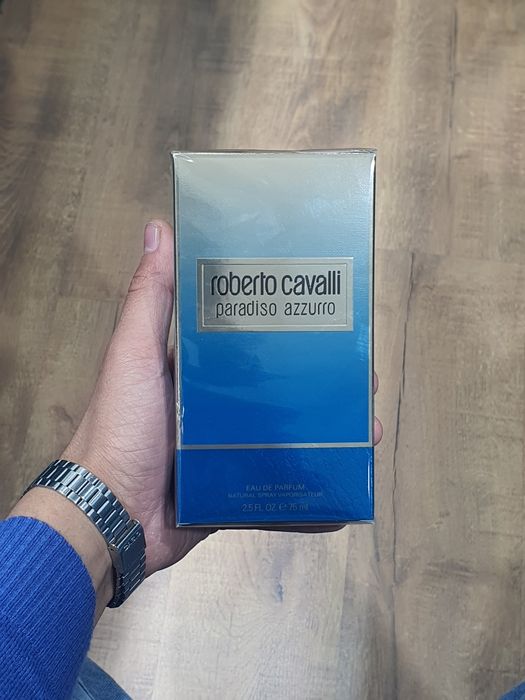 roberto cavalli
paradiso azzurro
EAU DE PARFUM
NATURAL SPRAY VAPORISATEUR
2.5 FL. OZ ℮ 75 ml